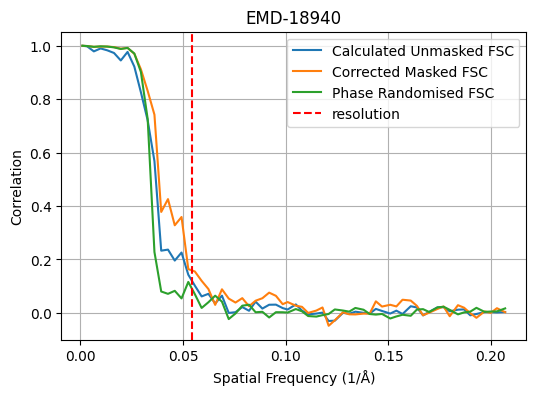 EMD-18940
Calculated Unmasked FSC
Corrected Masked FSC
Phase Randomised FSC
resolution
Correlation
1.0
0.8
0.6
0.4
0.2
0.0
0.00 0.05 0.10 0.15 0.20
Spatial Frequency (1/Å)